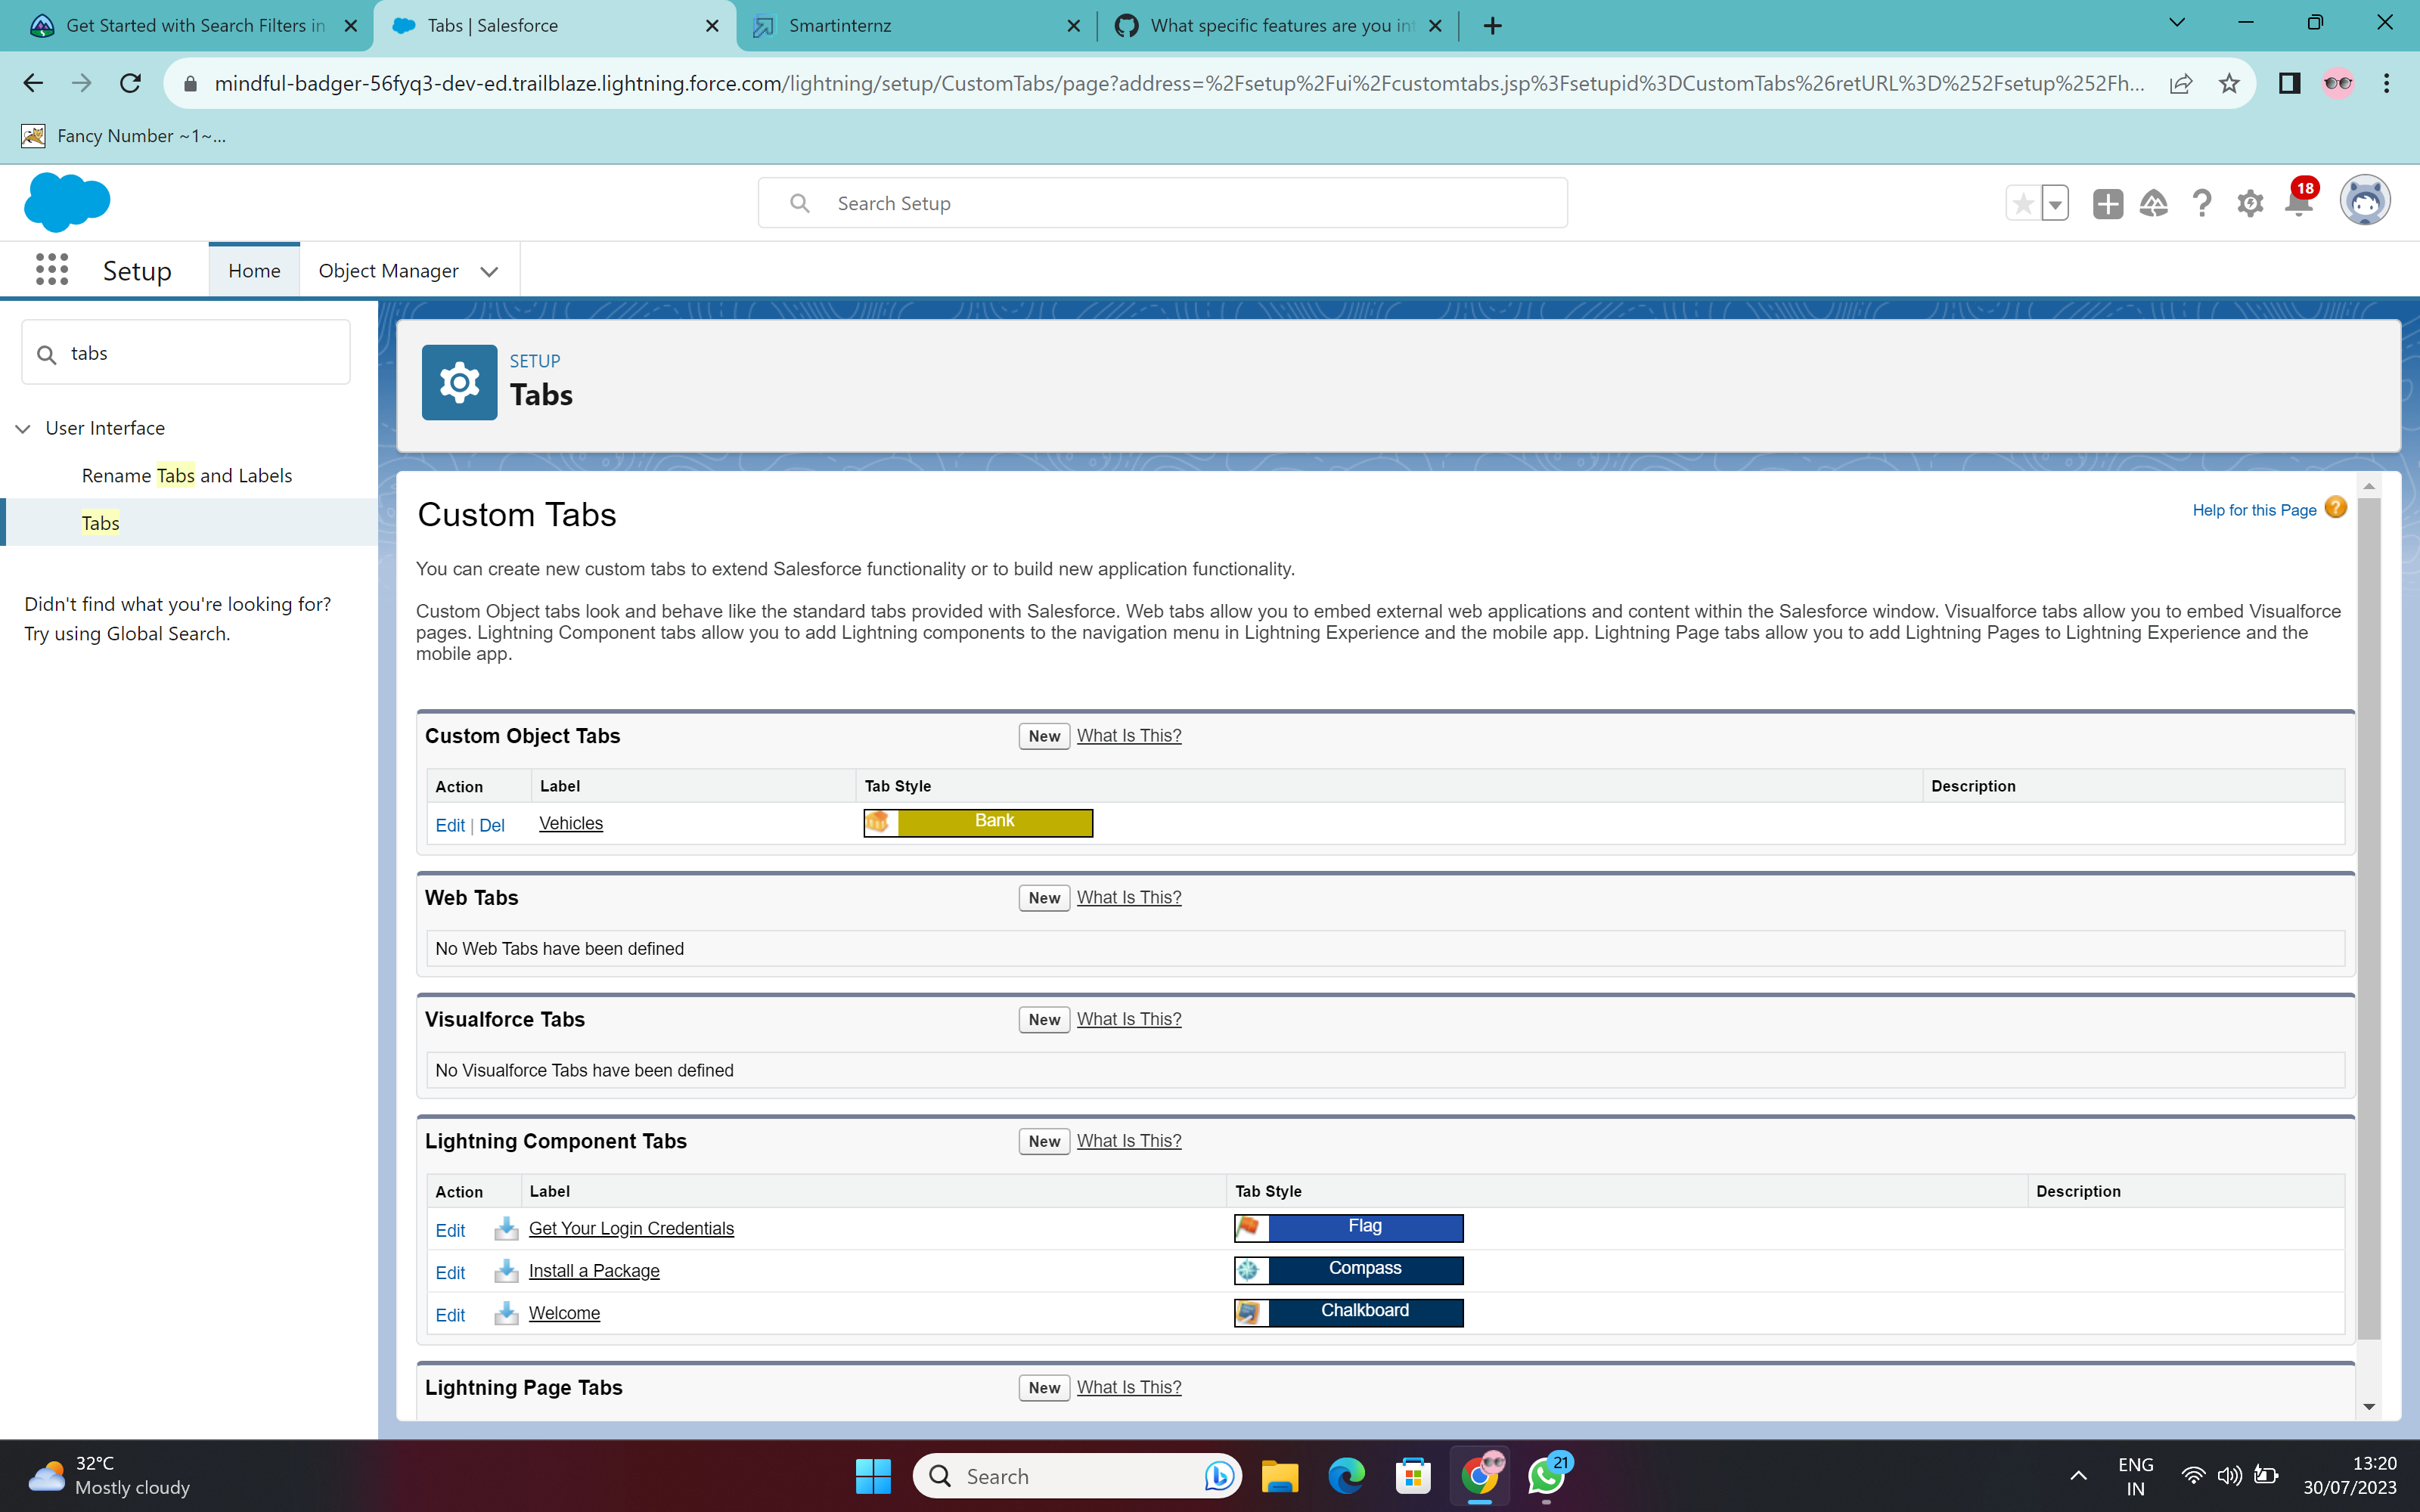 Get Started with Search Filters in
Tabs | Salesforce
Smartinternz
What specific features are you int
mindful-badger-56fyq3-dev-ed.trailblaze.lightning.force.com/lightning/setup/CustomTabs/page?address=%2Fsetup%2Fui%2Fcustomtabs.jsp%3Fsetupid%3DCustomTabs%26retURL%3D%252Fsetup%252Fh...
Fancy Number ~1~...
Search Setup
18
Setup
Home
Object Manager
tabs
SETUP
Tabs
User Interface
Rename Tabs and Labels
Tabs
Didn't find what you're looking for?
Try using Global Search.
Custom Tabs
Help for this Page
You can create new custom tabs to extend Salesforce functionality or to build new application functionality.
Custom Object tabs look and behave like the standard tabs provided with Salesforce. Web tabs allow you to embed external web applications and content within the Salesforce window. Visualforce tabs allow you to embed Visualforce
pages. Lightning Component tabs allow you to add Lightning components to the navigation menu in Lightning Experience and the mobile app. Lightning Page tabs allow you to add Lightning Pages to Lightning Experience and the
mobile app.
Custom Object Tabs New What Is This?
Action Label Tab Style Description
Edit | Del Vehicles Bank
Web Tabs New What Is This?
No Web Tabs have been defined
Visualforce Tabs New What Is This?
No Visualforce Tabs have been defined
Lightning Component Tabs New What Is This?
Action Label Tab Style Description
Edit Get Your Login Credentials Flag
Edit Install a Package Compass
Edit Welcome Chalkboard
Lightning Page Tabs New What Is This?
32°C
Mostly cloudy
Search
21
ENG
IN
13:20
30/07/2023